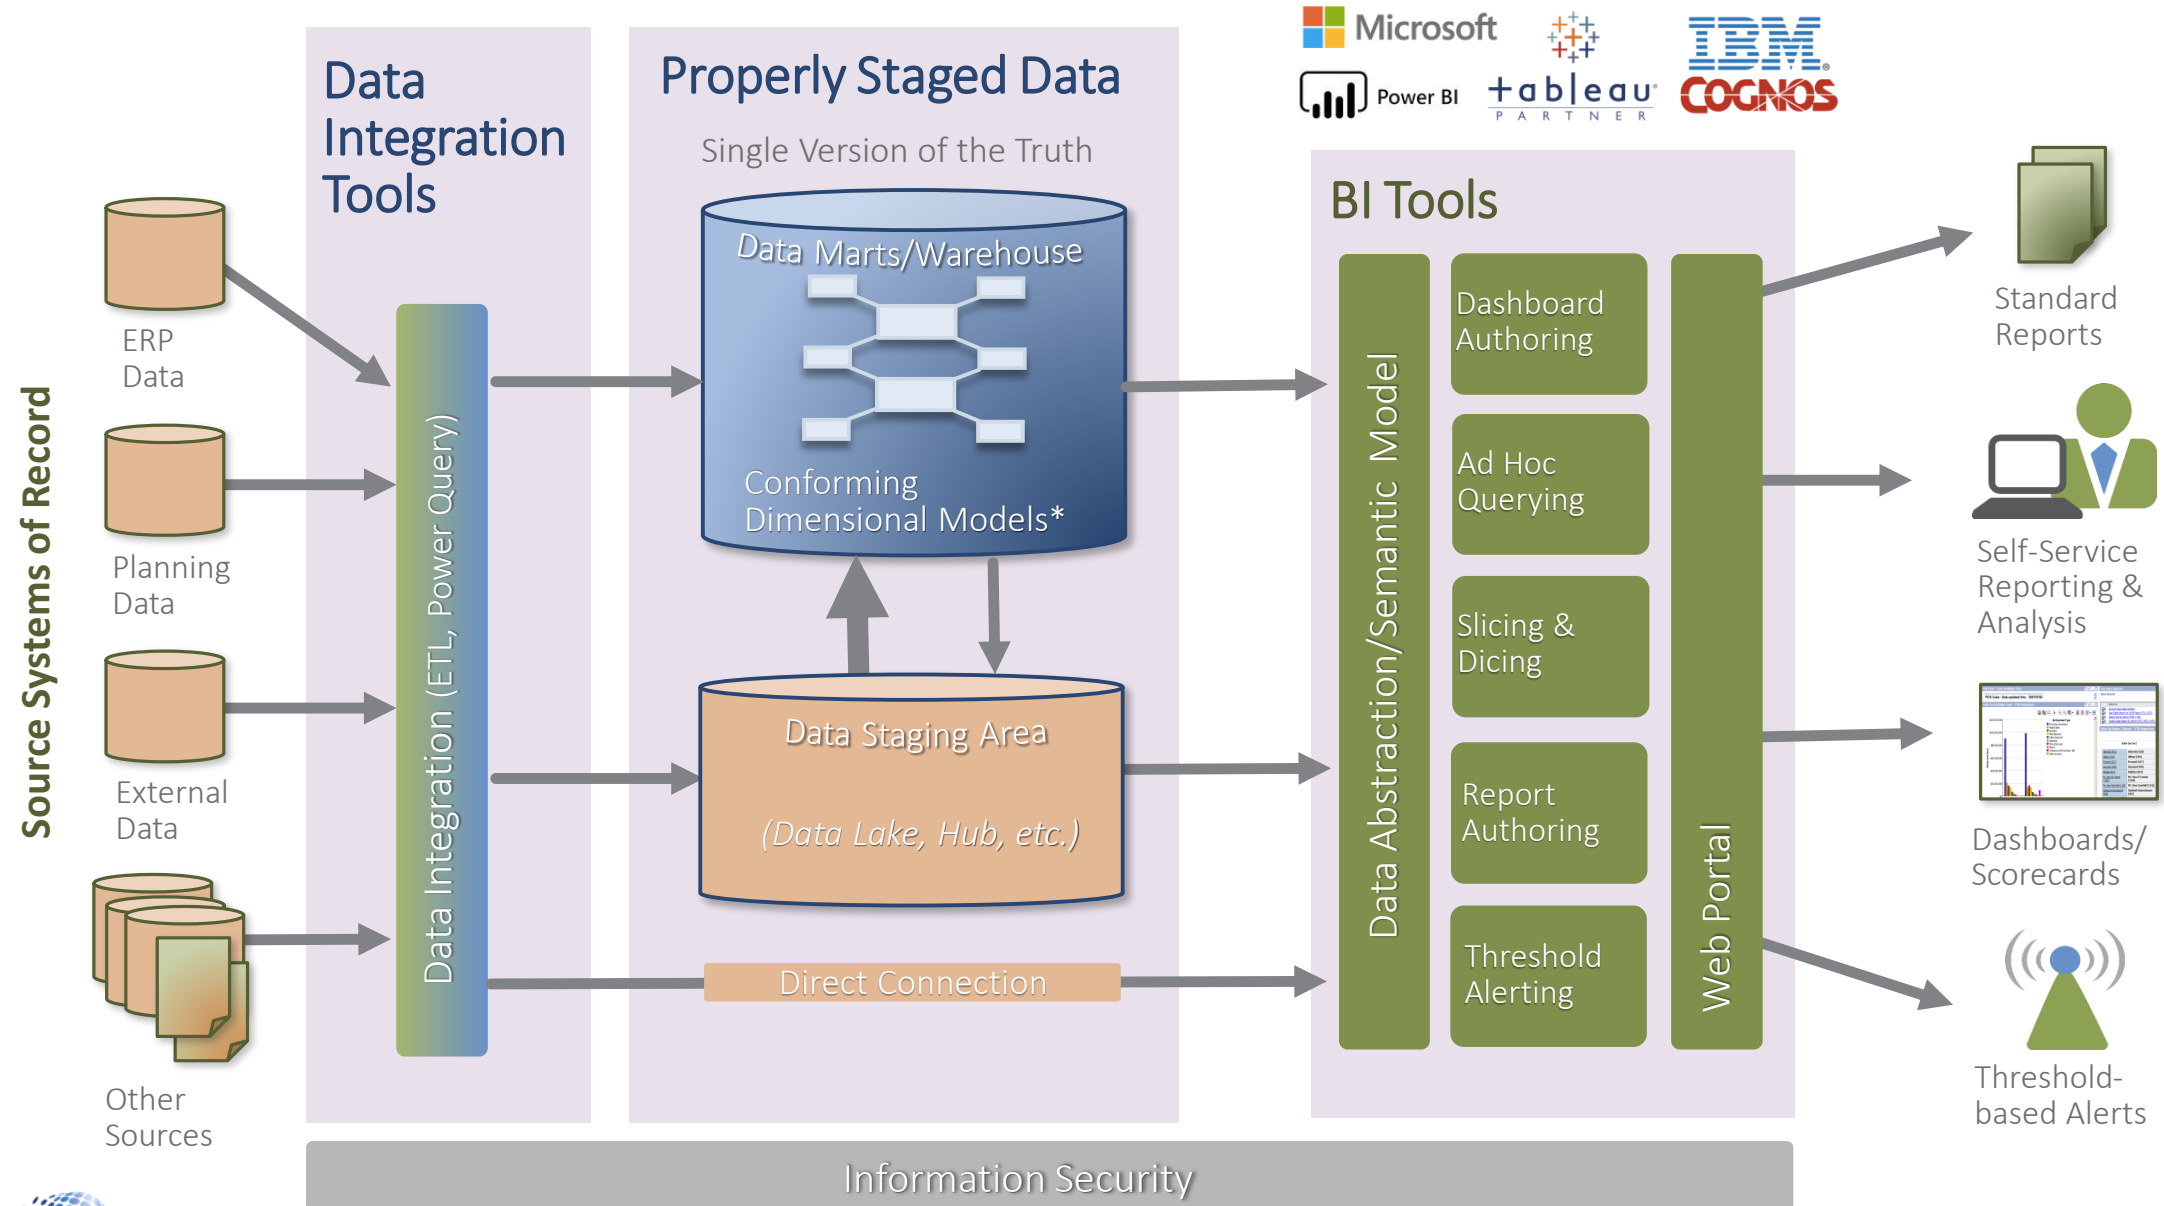 Microsoft
Power BI
+ a b | e a u
P A R T N E R
IBM
COGNOS
Data
Integration
Tools
Properly Staged Data
Single Version of the Truth
BI Tools
Source Systems of Record
ERP
Data
Planning
Data
External
Data
Other
Sources
Data Integration (ETL, Power Query)
Data Marts/Warehouse
Conforming
Dimensional Models*
Data Staging Area
(Data Lake, Hub, etc.)
Direct Connection
Data Abstraction/Semantic Model
Dashboard
Authoring
Ad Hoc
Querying
Slicing &
Dicing
Report
Authoring
Threshold
Alerting
Web Portal
Standard
Reports
Self-Service
Reporting &
Analysis
Dashboards/
Scorecards
Threshold-
based Alerts
Information Security